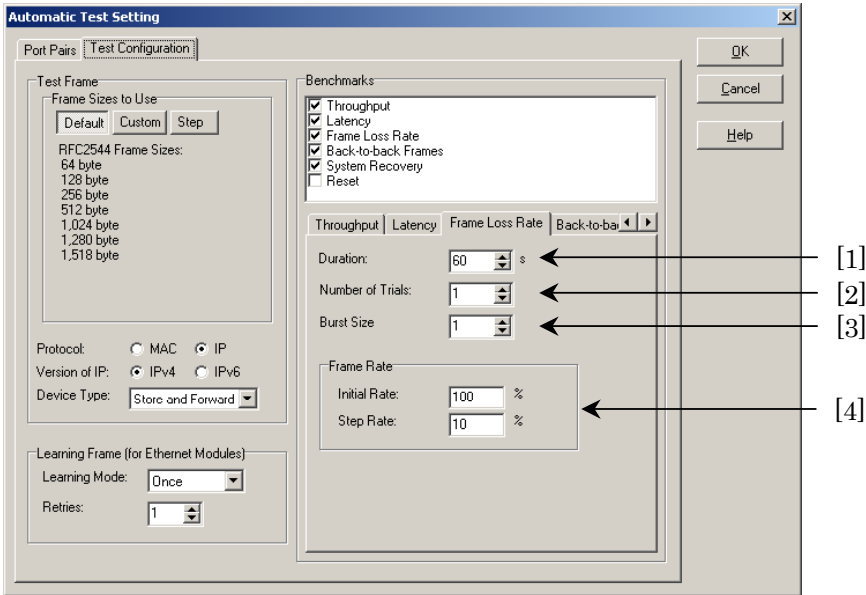 Automatic Test Setting
Port Pairs Test Configuration
OK
Cancel
Help
Test Frame
Frame Sizes to Use
Default Custom Step
RFC2544 Frame Sizes:
64 byte
128 byte
256 byte
512 byte
1,024 byte
1,280 byte
1,518 byte
Protocol: MAC IP
Version of IP: IPv4 IPv6
Device Type: Store and Forward
Learning Frame (for Ethernet Modules)
Learning Mode: Once
Retries: 1
Benchmarks
Throughput
Latency
Frame Loss Rate
Back-to-back Frames
System Recovery
Reset
Throughput Latency Frame Loss Rate Back-to-ba
Duration: 60 s [1]
Number of Trials: 1 [2]
Burst Size 1 [3]
Frame Rate
Initial Rate: 100 %
Step Rate: 10 %
[4]